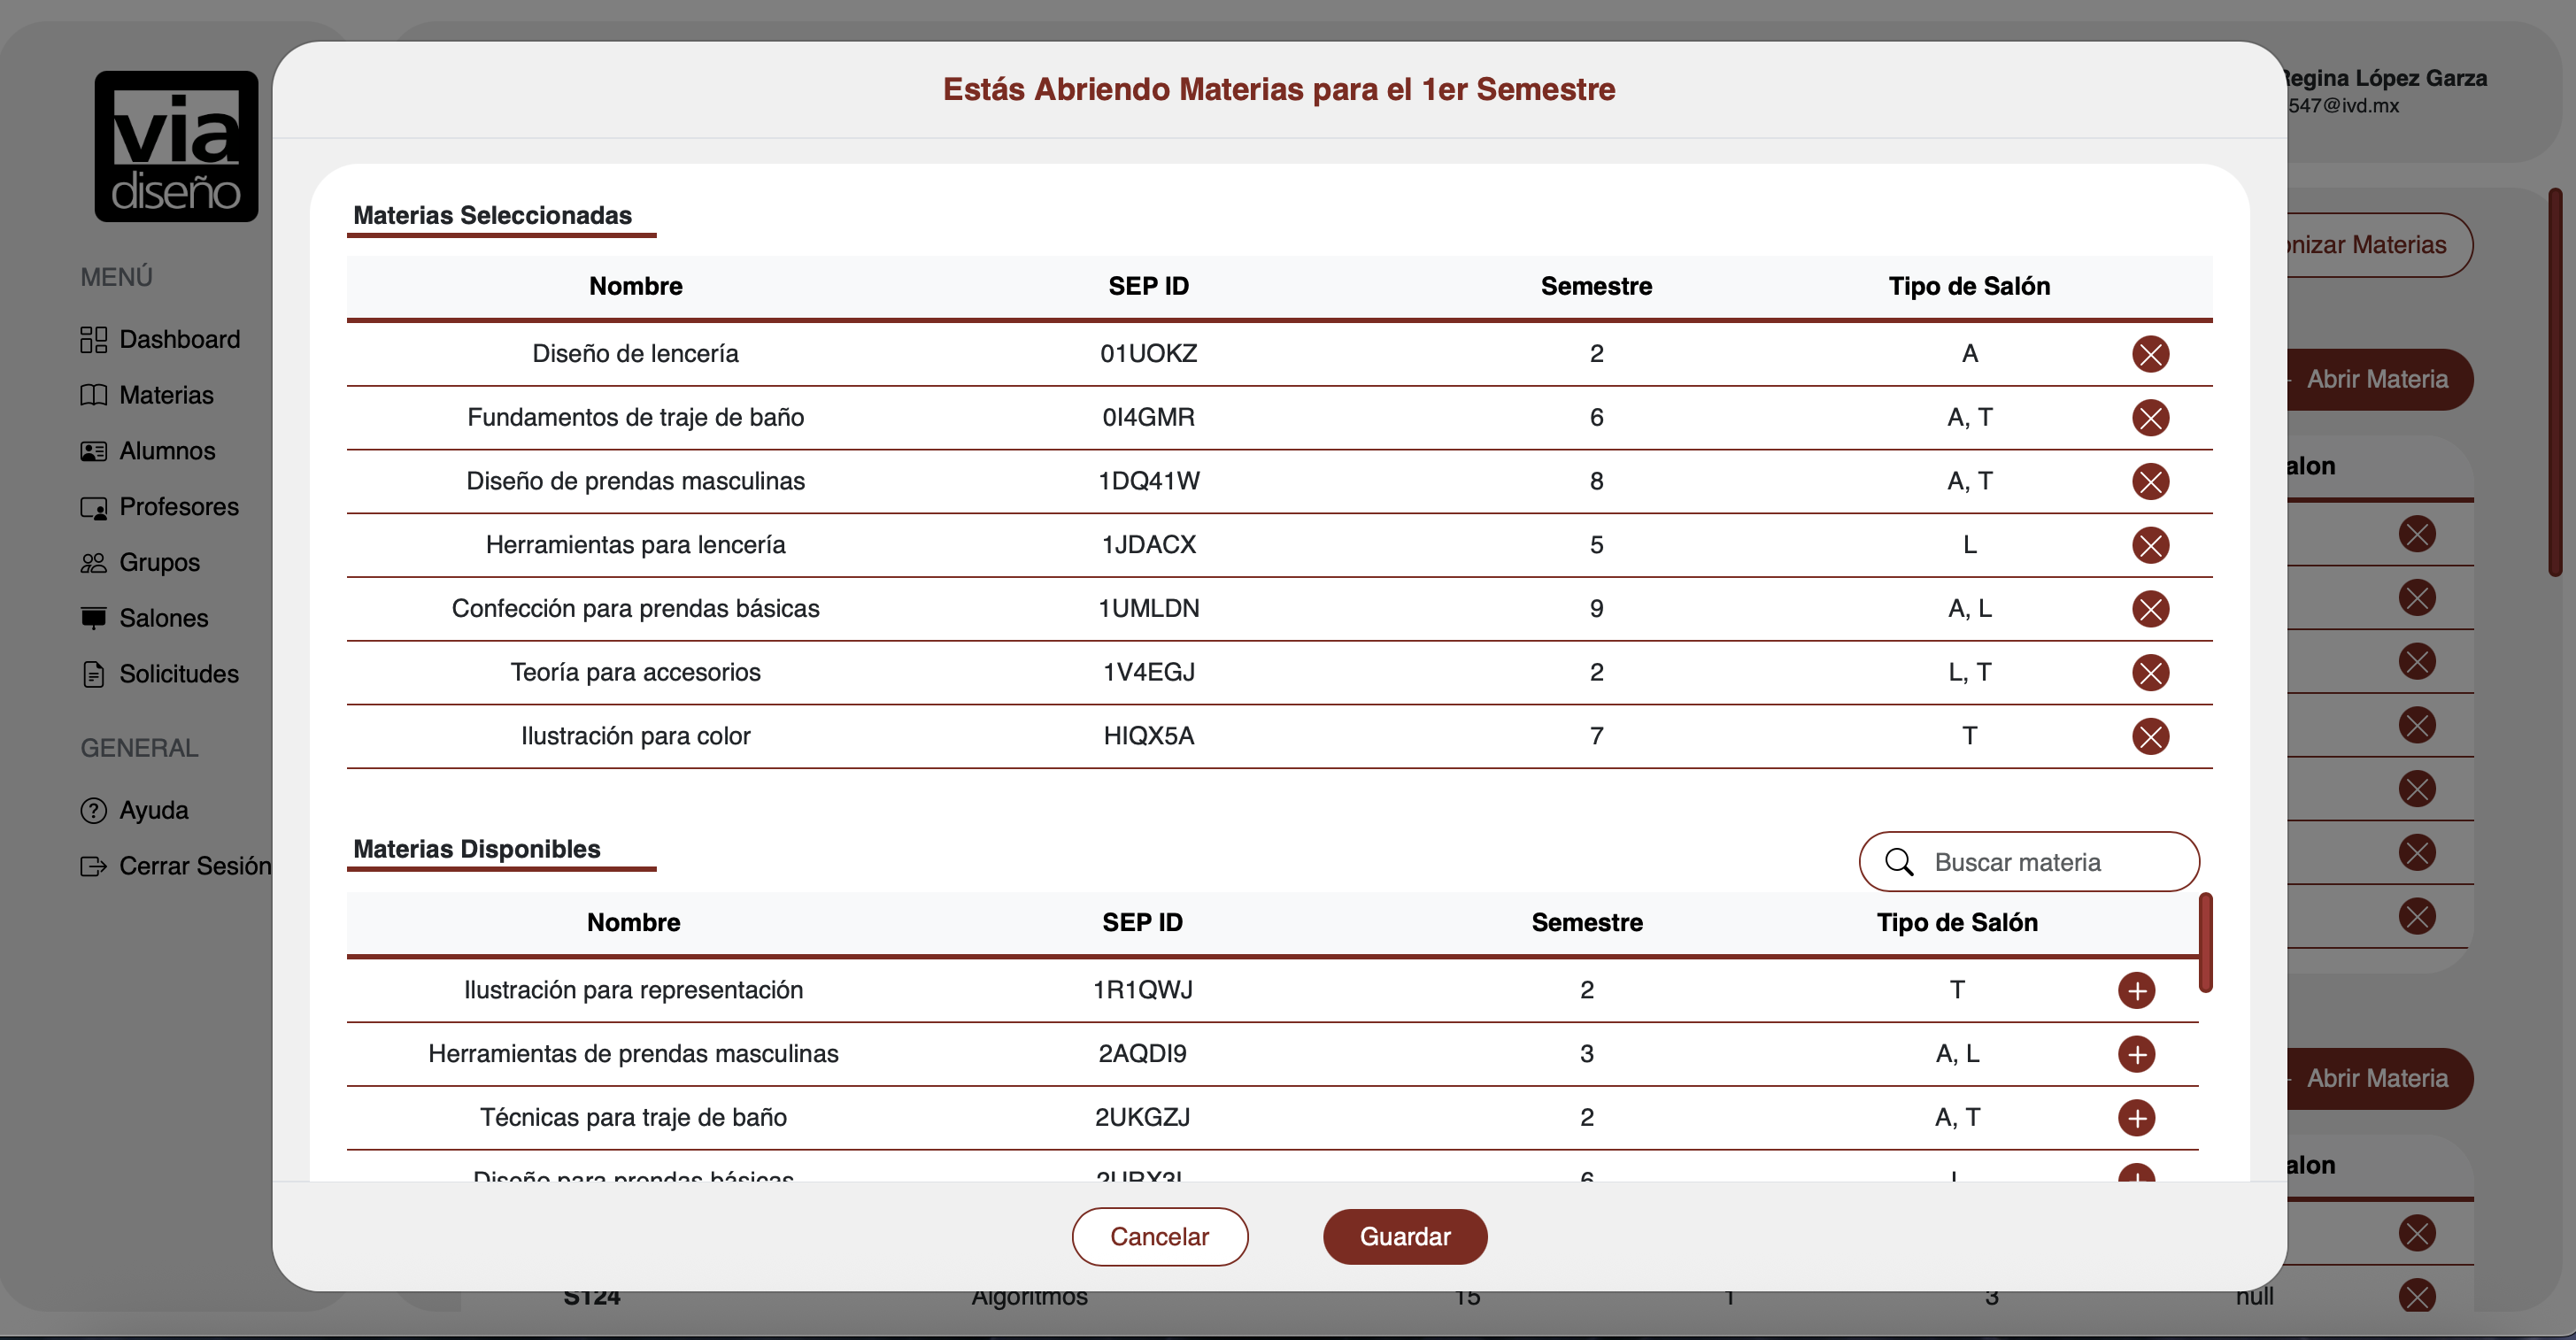 via
diseño
MENÚ
Dashboard
Materias
Alumnos
Profesores
Grupos
Salones
Solicitudes
GENERAL
Ayuda
Cerrar Sesión
Regina López Garza
547@ivd.mx
Estás Abriendo Materias para el 1er Semestre
Materias Seleccionadas
Nombre SEP ID Semestre Tipo de Salón
Diseño de lencería 01UOKZ 2 A
Fundamentos de traje de baño 0I4GMR 6 A, T
Diseño de prendas masculinas 1DQ41W 8 A, T
Herramientas para lencería 1JDACX 5 L
Confección para prendas básicas 1UMLDN 9 A, L
Teoría para accesorios 1V4EGJ 2 L, T
Ilustración para color HIQX5A 7 T
Materias Disponibles
Buscar materia
Nombre SEP ID Semestre Tipo de Salón
Ilustración para representación 1R1QWJ 2 T
Herramientas de prendas masculinas 2AQDI9 3 A, L
Técnicas para traje de baño 2UKGZJ 2 A, T
Diseño para prendas básicas 6
Cancelar Guardar
nizar Materias
Abrir Materia
alon
Abrir Materia
alon
S124 Algoritmos 15 1 3 null